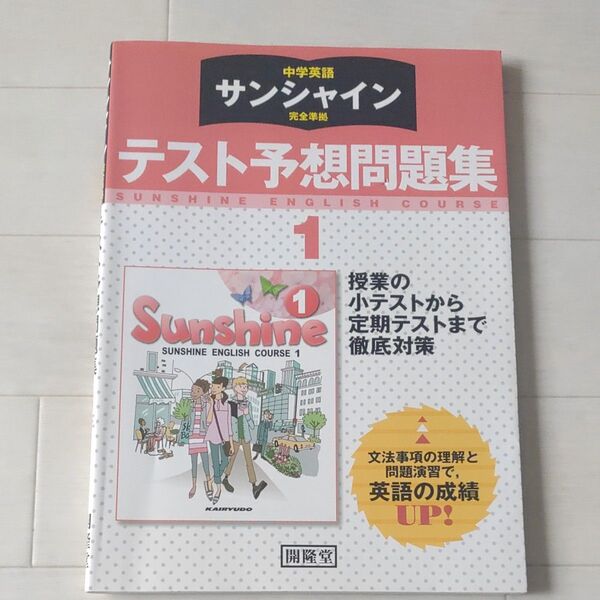 中学英語
サンシャイン
完全準拠
テスト予想問題集
SUNSHINE ENGLISH COURSE
1
授業の
小テストから
定期テストまで
徹底対策
1
Sunshine
SUNSHINE ENGLISH COURSE 1
KAIRYUDO
文法事項の理解と
問題演習で,
英語の成績
UP!
開隆堂
開隆堂